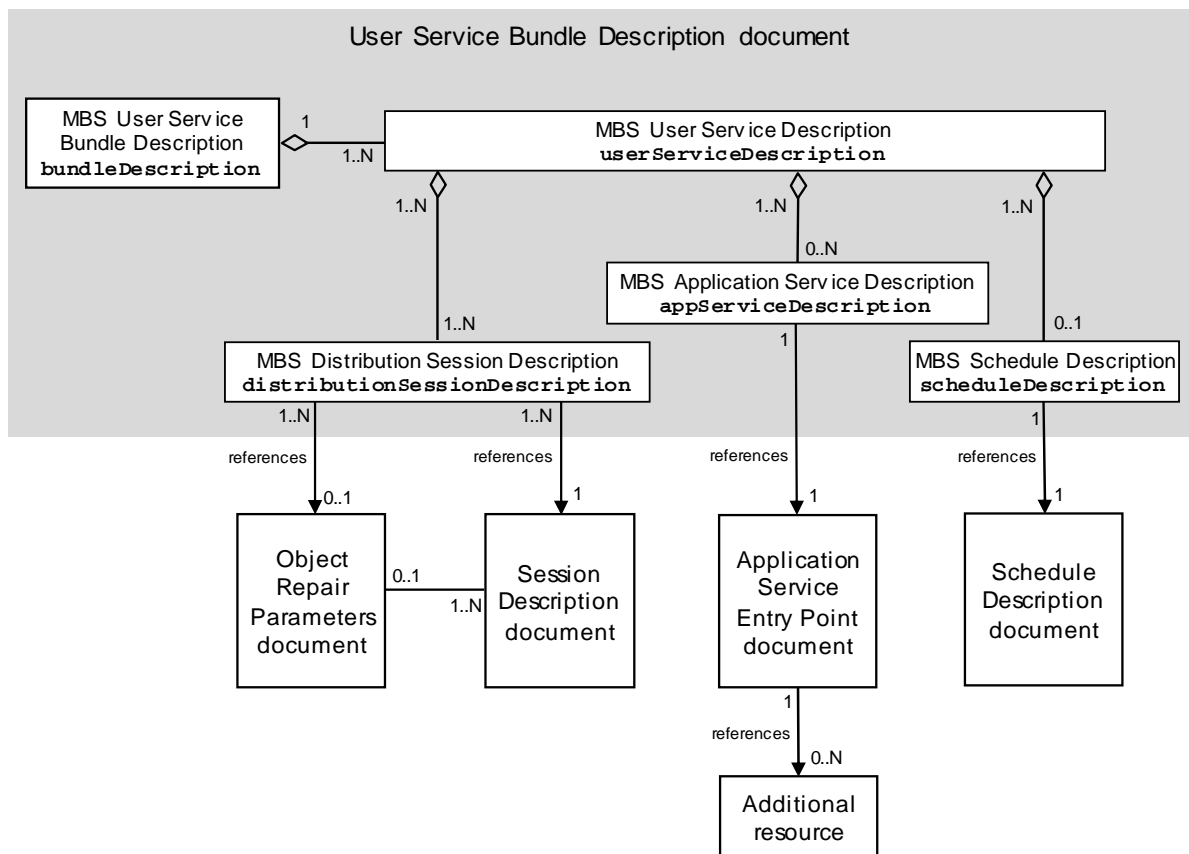 User Service Bundle Description document
MBS User Service
Bundle Description
bundleDescription
1
1..N
MBS User Service Description
userServiceDescription
1..N
1..N
1..N
0..N
MBS Application Service Description
appServiceDescription
1..N
1
0..1
MBS Distribution Session Description
distributionSessionDescription
MBS Schedule Description
scheduleDescription
1..N
1..N
1
references
references
references
references
0..1
1
1
1
Object
Repair
Parameters
document
0..1
1..N
Session
Description
document
Application
Service
Entry Point
document
Schedule
Description
document
1
references
0..N
Additional
resource